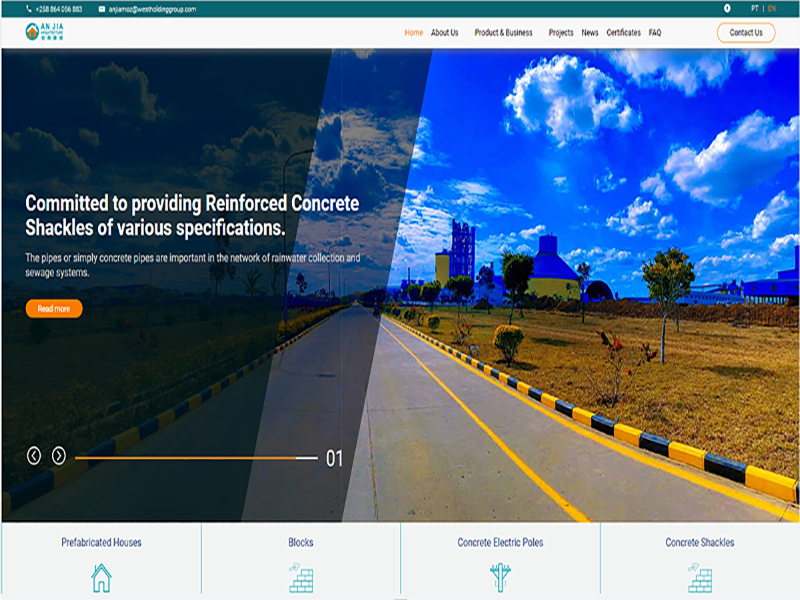 +258 864 056 883
anjiamoz@westholdinggroup.com
PT | EN
AN JIA
Home
About Us
Product & Business
Projects
News
Certificates
FAQ
Contact Us
Committed to providing Reinforced Concrete
Shackles of various specifications.
The pipes or simply concrete pipes are important in the network of rainwater collection and
sewage systems.
Read more
01
Prefabricated Houses
Blocks
Concrete Electric Poles
Concrete Shackles